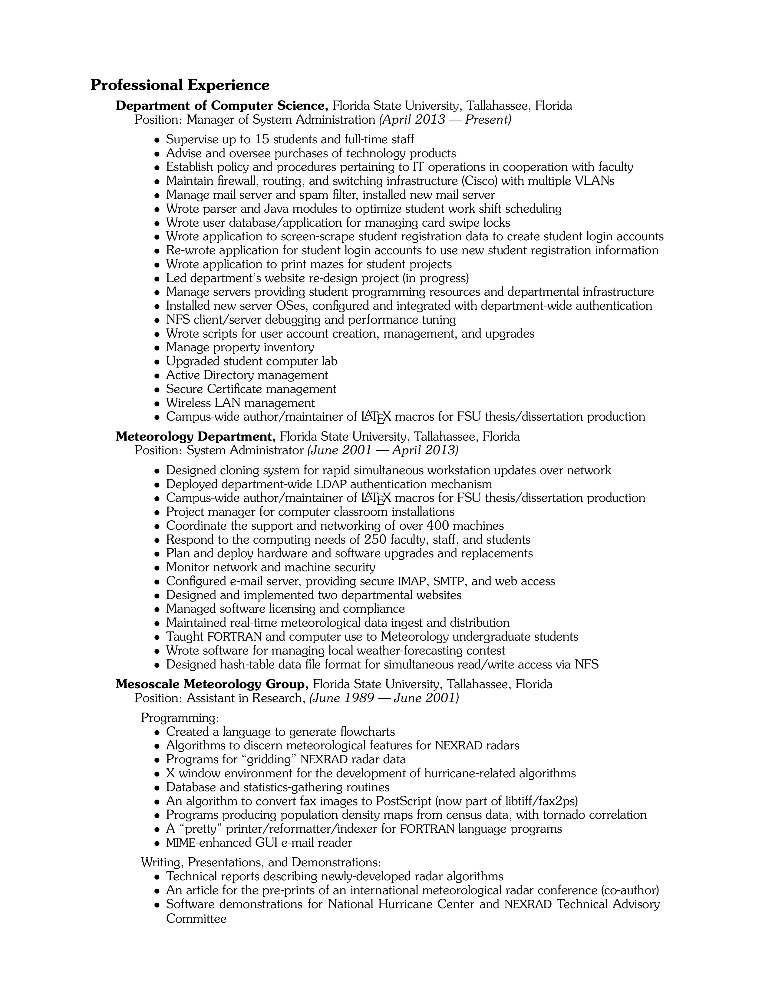 Professional Experience
Department of Computer Science, Florida State University, Tallahassee, Florida
Position: Manager of System Administration (April 2013 — Present)
• Supervise up to 15 students and full-time staff
• Advise and oversee purchases of technology products
• Establish policy and procedures pertaining to IT operations in cooperation with faculty
• Maintain firewall, routing, and switching infrastructure (Cisco) with multiple VLANs
• Manage mail server and spam filter, installed new mail server
• Wrote parser and Java modules to optimize student work shift scheduling
• Wrote user database/application for managing card swipe locks
• Wrote application to screen-scrape student registration data to create student login accounts
• Re-wrote application for student login accounts to use new student registration information
• Wrote application to print mazes for student projects
• Led department's website re-design project (in progress)
• Manage servers providing student programming resources and departmental infrastructure
• Installed new server OSes, configured and integrated with department-wide authentication
• NFS client/server debugging and performance tuning
• Wrote scripts for user account creation, management, and upgrades
• Manage property inventory
• Upgraded student computer lab
• Active Directory management
• Secure Certificate management
• Wireless LAN management
• Campus-wide author/maintainer of LATEX macros for FSU thesis/dissertation production
Meteorology Department, Florida State University, Tallahassee, Florida
Position: System Administrator (June 2001 — April 2013)
• Designed cloning system for rapid simultaneous workstation updates over network
• Deployed department-wide LDAP authentication mechanism
• Campus-wide author/maintainer of LATEX macros for FSU thesis/dissertation production
• Project manager for computer classroom installations
• Coordinate the support and networking of over 400 machines
• Respond to the computing needs of 250 faculty, staff, and students
• Plan and deploy hardware and software upgrades and replacements
• Monitor network and machine security
• Configured e-mail server, providing secure IMAP, SMTP, and web access
• Designed and implemented two departmental websites
• Managed software licensing and compliance
• Maintained real-time meteorological data ingest and distribution
• Taught FORTRAN and computer use to Meteorology undergraduate students
• Wrote software for managing local weather-forecasting contest
• Designed hash-table data file format for simultaneous read/write access via NFS
Mesoscale Meteorology Group, Florida State University, Tallahassee, Florida
Position: Assistant in Research, (June 1989 — June 2001)
Programming:
• Created a language to generate flowcharts
• Algorithms to discern meteorological features for NEXRAD radars
• Programs for “gridding” NEXRAD radar data
• X window environment for the development of hurricane-related algorithms
• Database and statistics-gathering routines
• An algorithm to convert fax images to PostScript (now part of libtiff/fax2ps)
• Programs producing population density maps from census data, with tornado correlation
• A “pretty” printer/reformatter/indexer for FORTRAN language programs
• MIME-enhanced GUI e-mail reader
Writing, Presentations, and Demonstrations:
• Technical reports describing newly-developed radar algorithms
• An article for the pre-prints of an international meteorological radar conference (co-author)
• Software demonstrations for National Hurricane Center and NEXRAD Technical Advisory
Committee